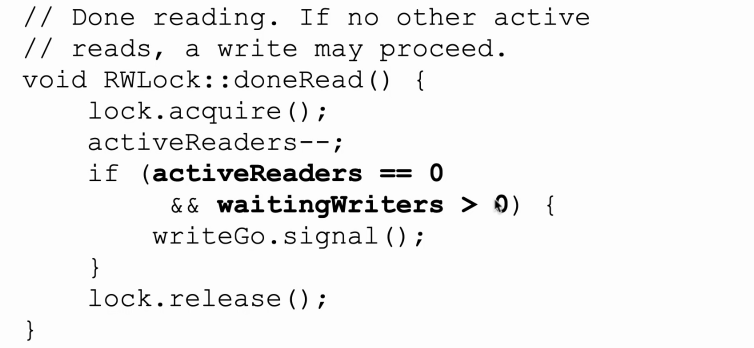 // Done reading. If no other active
// reads, a write may proceed.
void RWLock::doneRead() {
lock.acquire();
activeReaders--;
if (activeReaders == 0
&& waitingWriters > 0) {
writeGo.signal();
}
lock.release();
}